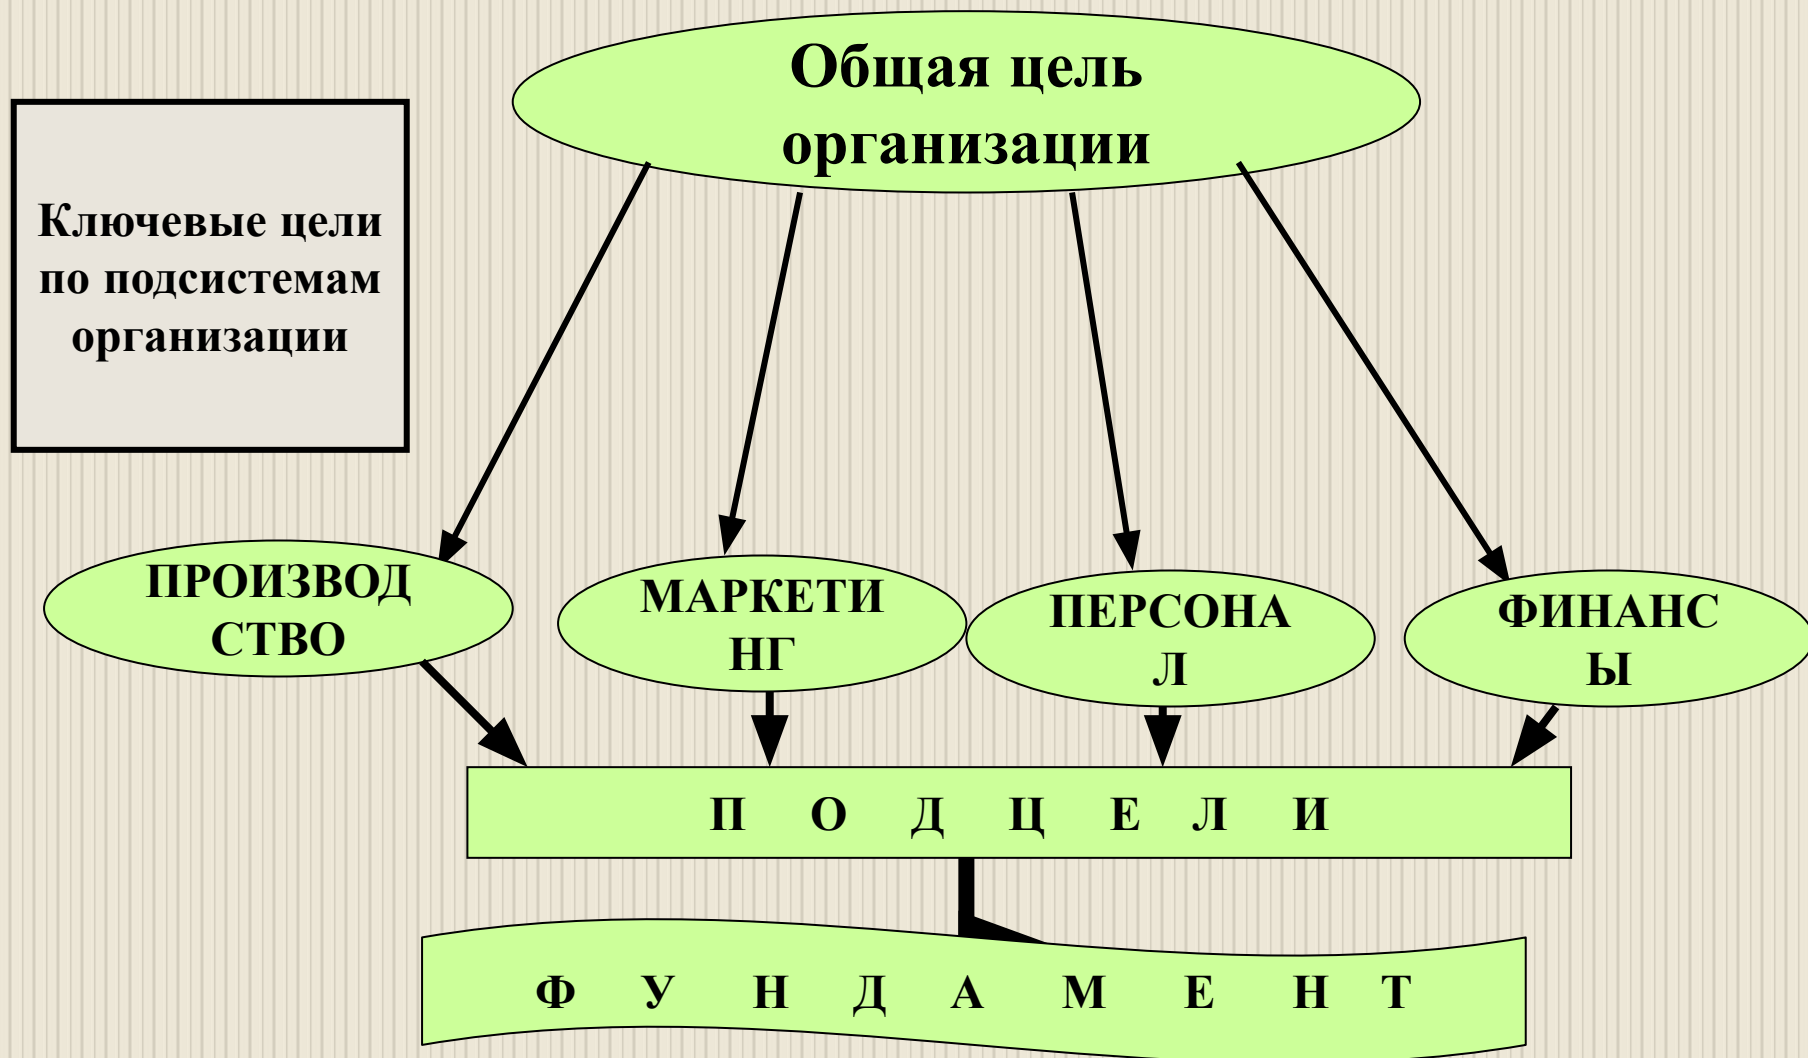 Общая цель
организации
Ключевые цели
по подсистемам
организации
ПРОИЗВОД
СТВО
МАРКЕТИ
НГ
ПЕРСОНА
Л
ФИНАНС
Ы
П О Д Ц Е Л И
Ф У Н Д А М Е Н Т